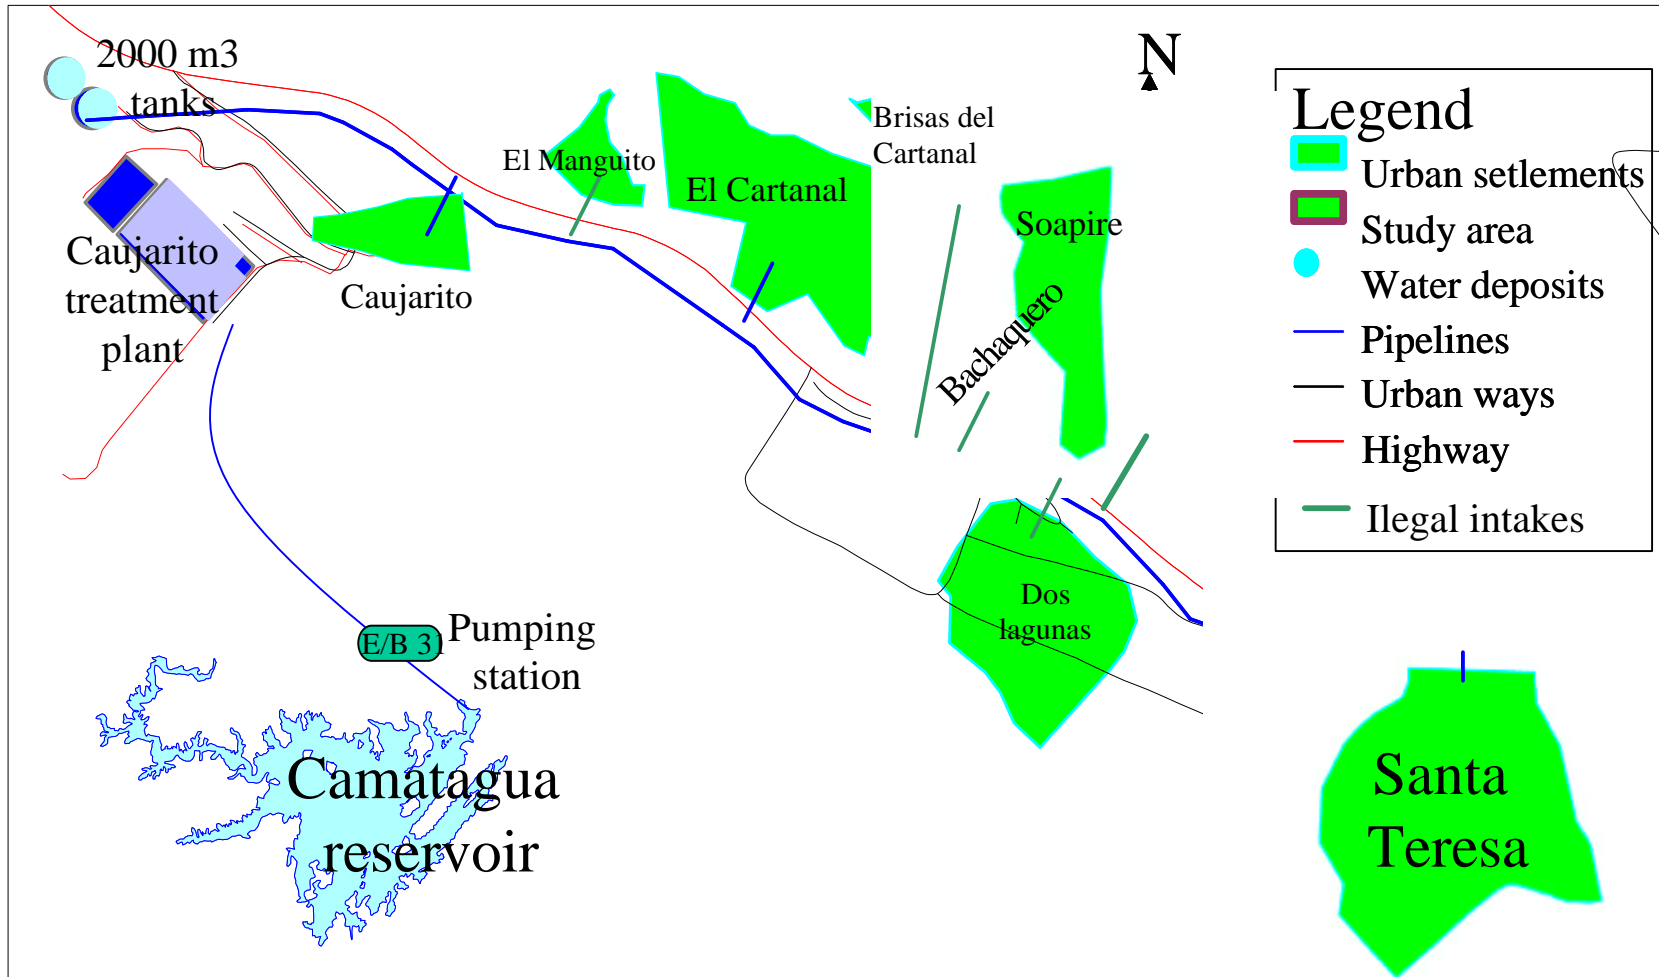 2000 m3
tanks
N
El Manguito
El Cartanal
Brisas del
Cartanal
Soapire
Bachaquero
Caujarito
treatment
plant
Caujarito
E/B 31
Pumping
station
Dos
lagunas
Camatagua
reservoir
Santa
Teresa
Legend
Urban setlements
Study area
Water deposits
Pipelines
Urban ways
Highway
Ilegal intakes